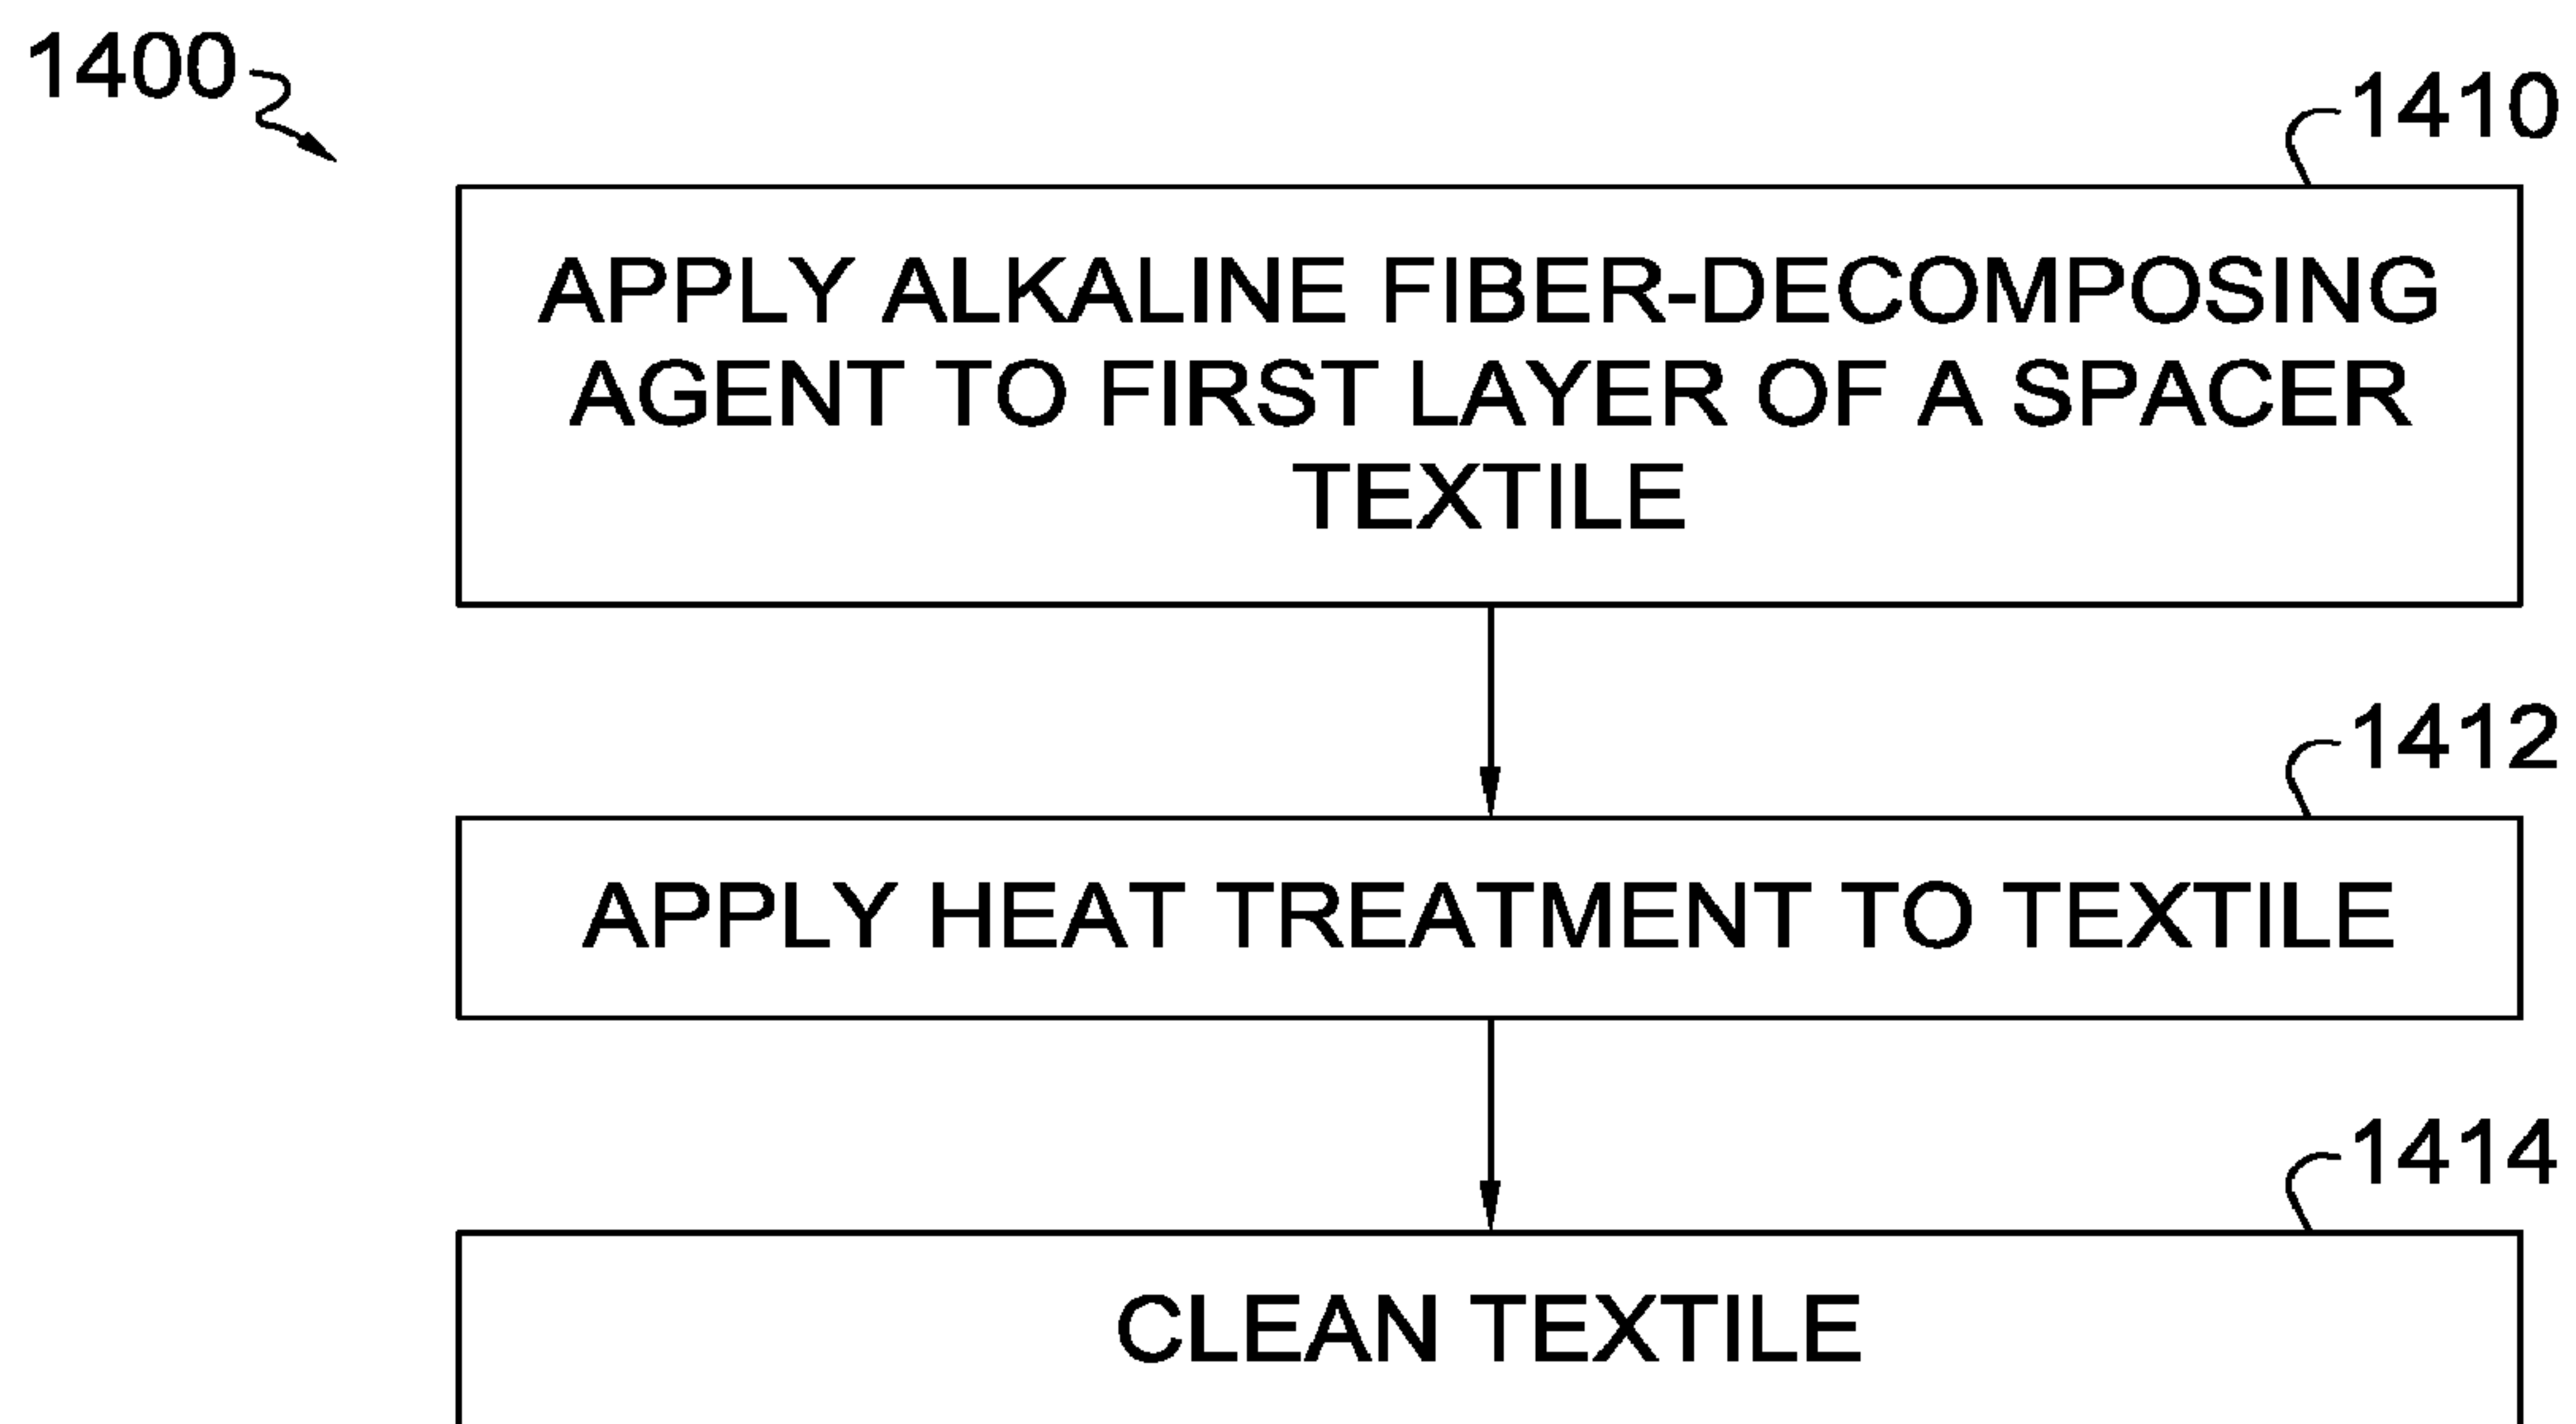 1400
1410
APPLY ALKALINE FIBER-DECOMPOSING
AGENT TO FIRST LAYER OF A SPACER
TEXTILE
1412
APPLY HEAT TREATMENT TO TEXTILE
1414
CLEAN TEXTILE